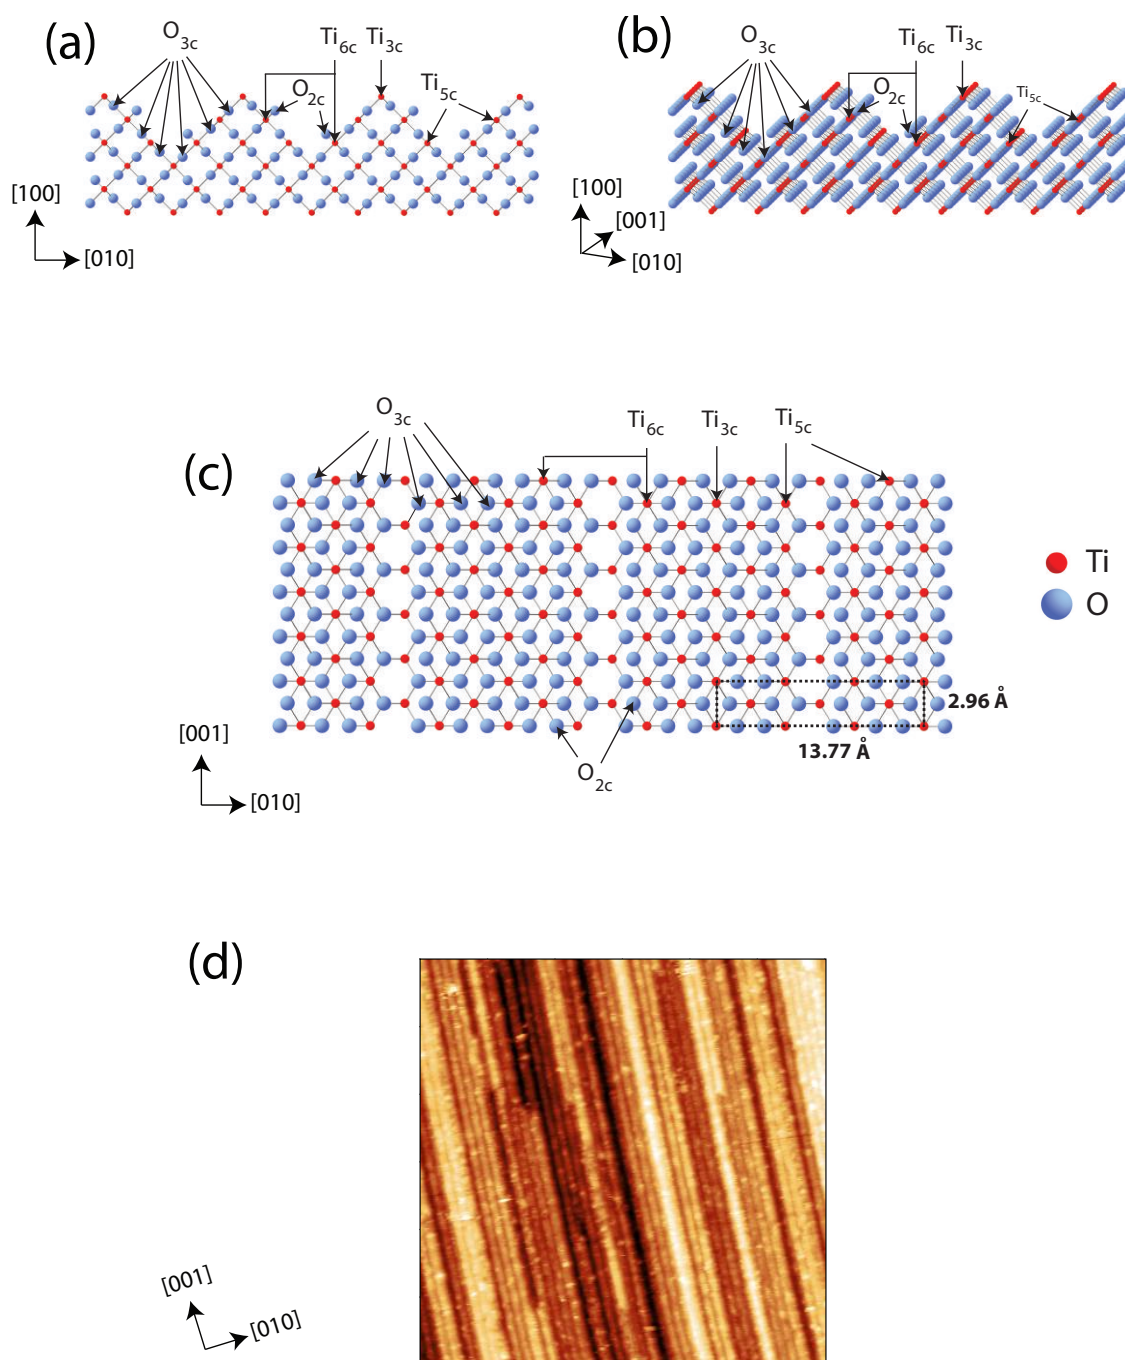 (a)
O3c
Ti6c
Ti3c
O2c
Ti5c
[100]
[010]
(b)
O3c
Ti6c
Ti3c
O2c
Ti5c
[100]
[001]
[010]
(c)
O3c
Ti6c
Ti3c
Ti5c
Ti
O
2.96 Å
13.77 Å
O2c
[001]
[010]
(d)
[001]
[010]